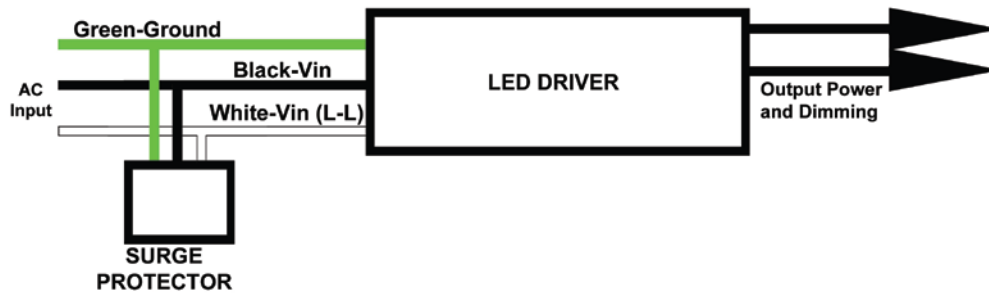 Green-Ground
Black-Vin
AC
Input
White-Vin (L-L)
LED DRIVER
Output Power
and Dimming
SURGE
PROTECTOR